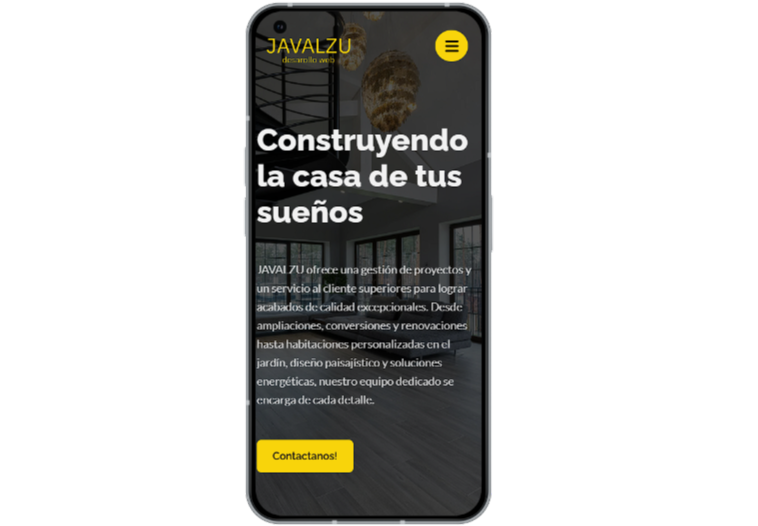 JAVALZU
desarollo web
Construyendo
la casa de tus
sueños
JAVALZU ofrece una gestión de proyectos y
un servicio al cliente superiores para lograr
acabados de calidad excepcionales. Desde
ampliaciones, conversiones y renovaciones
hasta habitaciones personalizadas en el
jardín, diseño paisajístico y soluciones
energéticas, nuestro equipo dedicado se
encarga de cada detalle.
Contactanos!